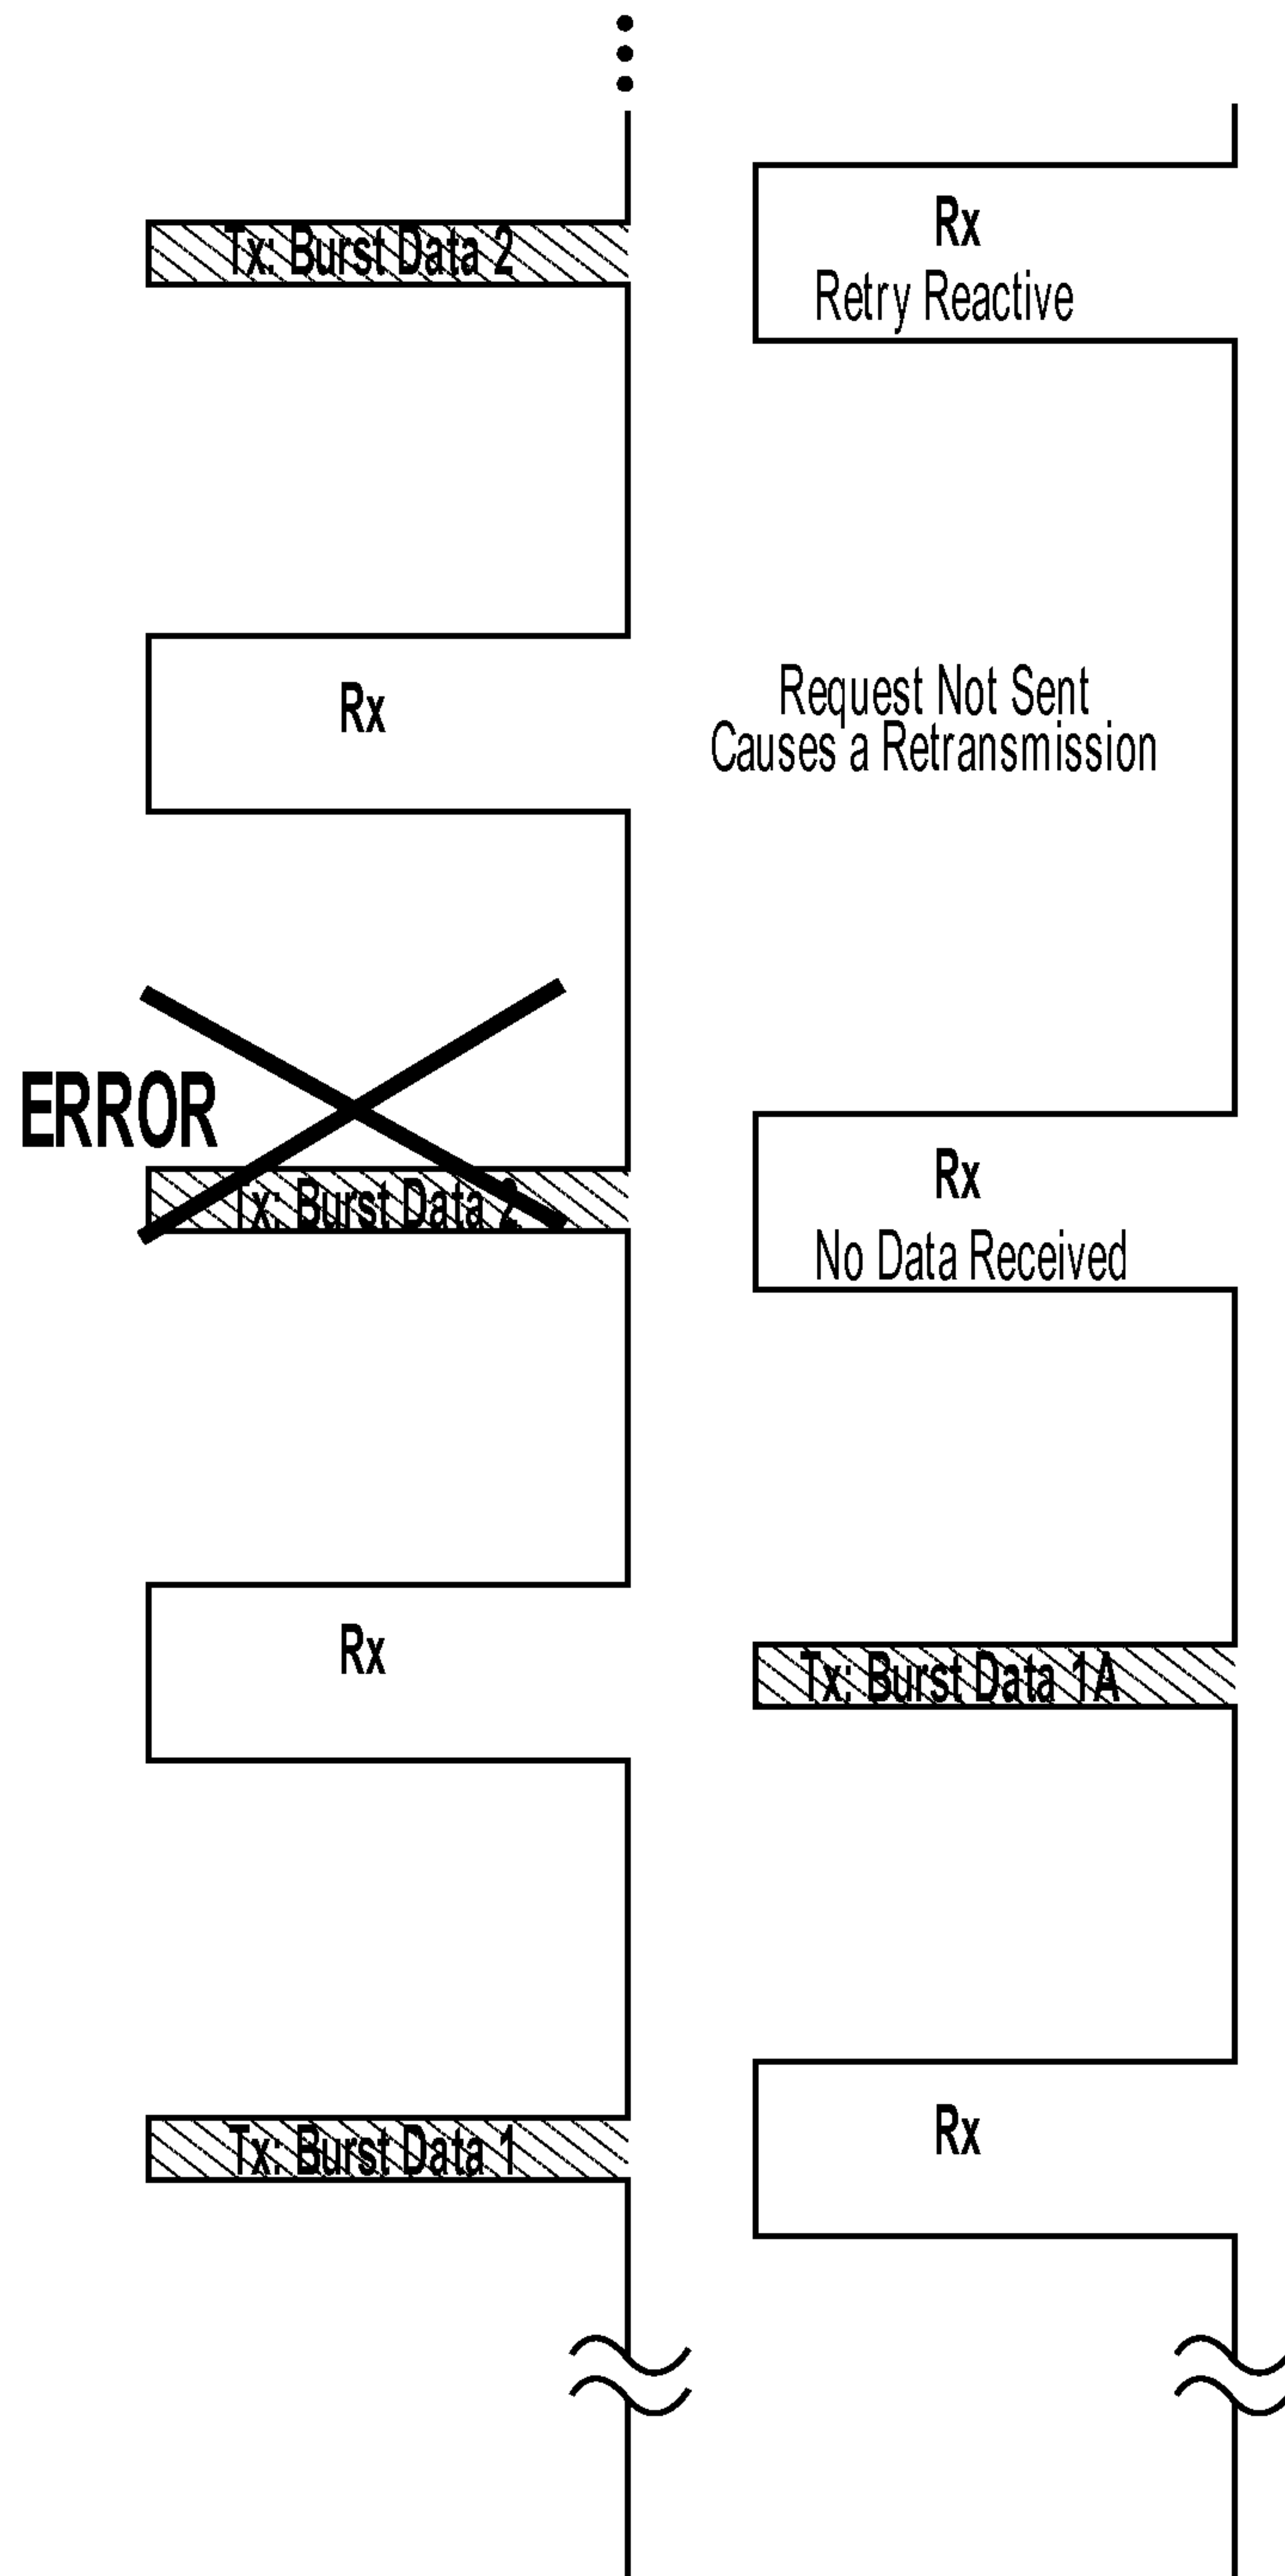 Tx: Burst Data 2
Rx
Retry Reactive
Rx
Request Not Sent
Causes a Retransmission
ERROR
Tx: Burst Data 2
Rx
No Data Received
Rx
Tx: Burst Data 1A
Tx: Burst Data 1
Rx